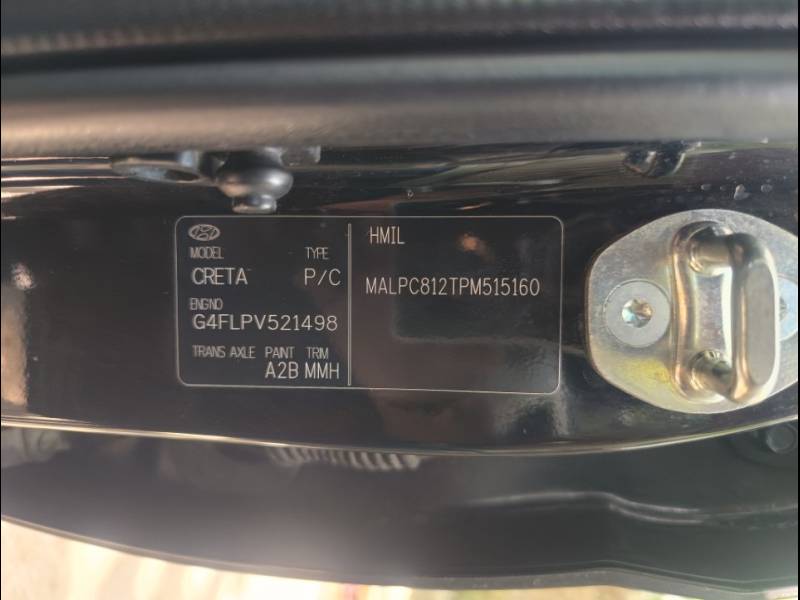 MODEL TYPE
CRETA P/C
ENG NO
G4FLPV521498
TRANS AXLE PAINT TRIM
A2B MMH
HMIL
MALPC812TPM515160